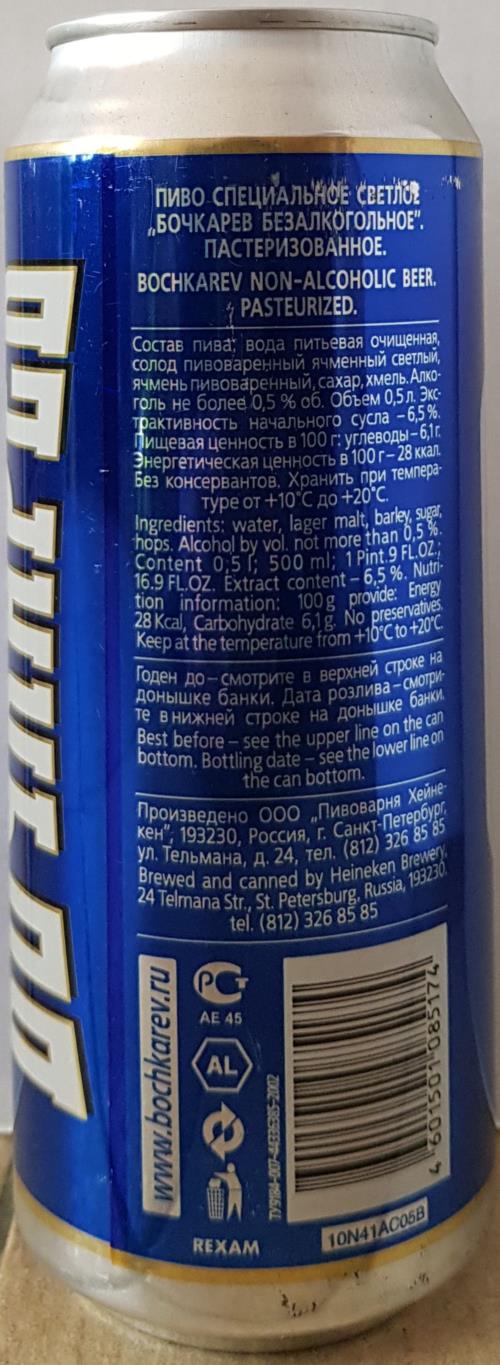 ПИВО СПЕЦИАЛЬНОЕ СВЕТЛОЕ
„БОЧКАРЕВ БЕЗАЛКОГОЛЬНОЕ".
ПАСТЕРИЗОВАННОЕ.
BOCHKAREV NON-ALCOHOLIC BEER.
PASTEURIZED.
Состав пива: вода питьевая очищенная,
солод пивоваренный ячменный светлый,
ячмень пивоваренный, сахар, хмель. Алко-
голь не более 0,5 % об. Объем 0,5 л. Экс-
трактивность начального сусла – 6,5 %.
Пищевая ценность в 100 г: углеводы – 6,1 г.
Энергетическая ценность в 100 г – 28 ккал.
Без консервантов. Хранить при темпера-
туре от +10°C до +20°C.
Ingredients: water, lager malt, barley, sugar,
hops. Alcohol by vol. not more than 0,5 %.
Content 0,5 l; 500 ml; 1 Pint.9 FL.OZ.;
16.9 FL.OZ. Extract content – 6,5 %. Nutri-
tion information: 100 g provide: Energy
28 Kcal, Carbohydrate 6,1 g. No preservatives.
Keep at the temperature from +10°C to +20°C.
Годен до – смотрите в верхней строке на
донышке банки. Дата розлива – смотри-
те в нижней строке на донышке банки.
Best before – see the upper line on the can
bottom. Bottling date – see the lower line on
the can bottom.
Произведено ООО „Пивоварня Хейне-
кен", 193230, Россия, г. Санкт-Петербург,
ул. Тельмана, д. 24, тел. (812) 326 85 85
Brewed and canned by Heineken Brewery,
24 Telmana Str., St. Petersburg, Russia, 193230.
tel. (812) 326 85 85
www.bochkarev.ru
РСТ
АЕ 45
AL
REXAM
4 601501 085174
10N41AC05B